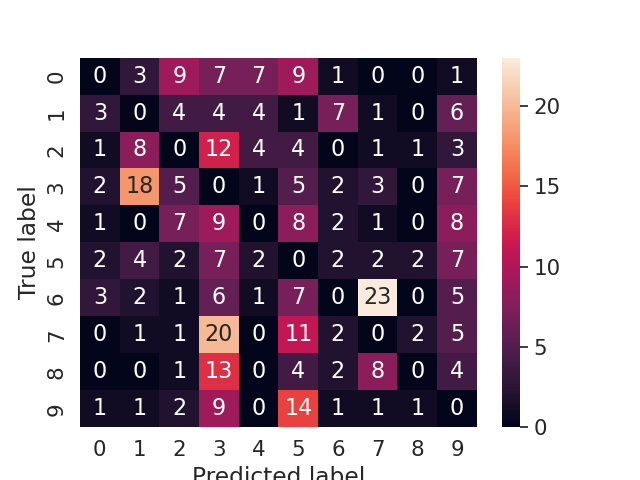 0 0 3 9 7 7 9 1 0 0 1
1 3 0 4 4 4 1 7 1 0 6
2 1 8 0 12 4 4 0 1 1 3
3 2 18 5 0 1 5 2 3 0 7
4 1 0 7 9 0 8 2 1 0 8
5 2 4 2 7 2 0 2 2 2 7
6 3 2 1 6 1 7 0 23 0 5
7 0 1 1 20 0 11 2 0 2 5
8 0 0 1 13 0 4 2 8 0 4
9 1 1 2 9 0 14 1 1 1 0
0 1 2 3 4 5 6 7 8 9
Predicted label
True label
20
15
10
5
0